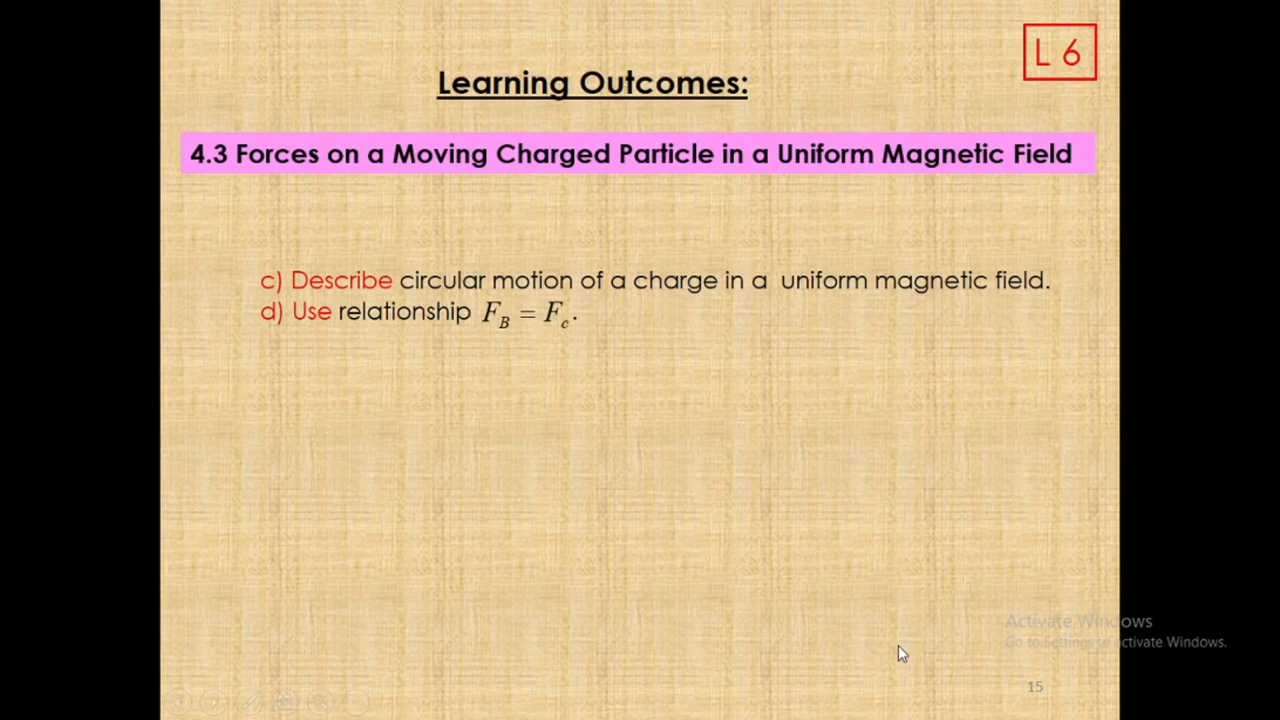 L 6
Learning Outcomes:
4.3 Forces on a Moving Charged Particle in a Uniform Magnetic Field
c) Describe circular motion of a charge in a uniform magnetic field.
d) Use relationship F_B = F_c.
Activate Windows
Go to Settings to activate Windows.
15